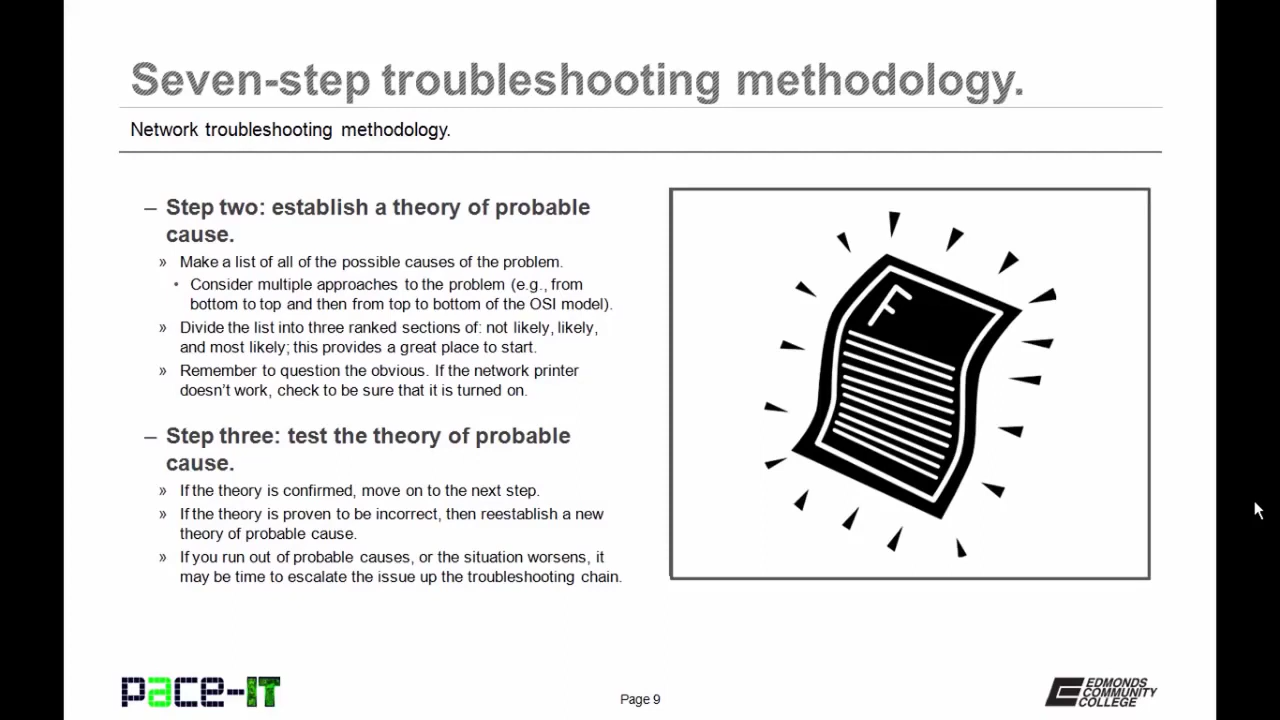 Seven-step troubleshooting methodology.
Network troubleshooting methodology.
– Step two: establish a theory of probable
cause.
» Make a list of all of the possible causes of the problem.
• Consider multiple approaches to the problem (e.g., from
bottom to top and then from top to bottom of the OSI model).
» Divide the list into three ranked sections of: not likely, likely,
and most likely; this provides a great place to start.
» Remember to question the obvious. If the network printer
doesn't work, check to be sure that it is turned on.
– Step three: test the theory of probable
cause.
» If the theory is confirmed, move on to the next step.
» If the theory is proven to be incorrect, then reestablish a new
theory of probable cause.
» If you run out of probable causes, or the situation worsens, it
may be time to escalate the issue up the troubleshooting chain.
F
pace-IT
Page 9
EDMONDS
COMMUNITY
COLLEGE